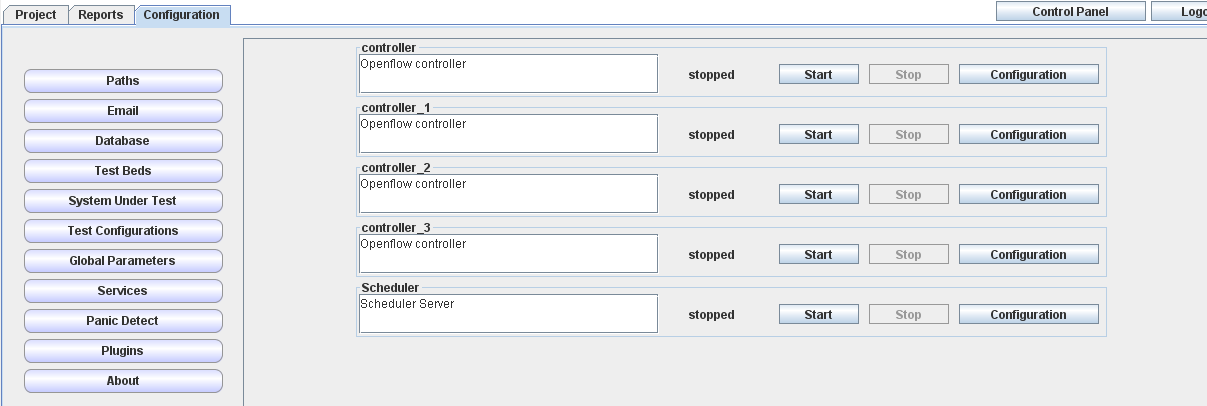 Project Reports Configuration Control Panel
Paths
Email
Database
Test Beds
System Under Test
Test Configurations
Global Parameters
Services
Panic Detect
Plugins
About
controller
Openflow controller
stopped Start Stop Configuration
controller_1
Openflow controller
stopped Start Stop Configuration
controller_2
Openflow controller
stopped Start Stop Configuration
controller_3
Openflow controller
stopped Start Stop Configuration
Scheduler
Scheduler Server
stopped Start Stop Configuration